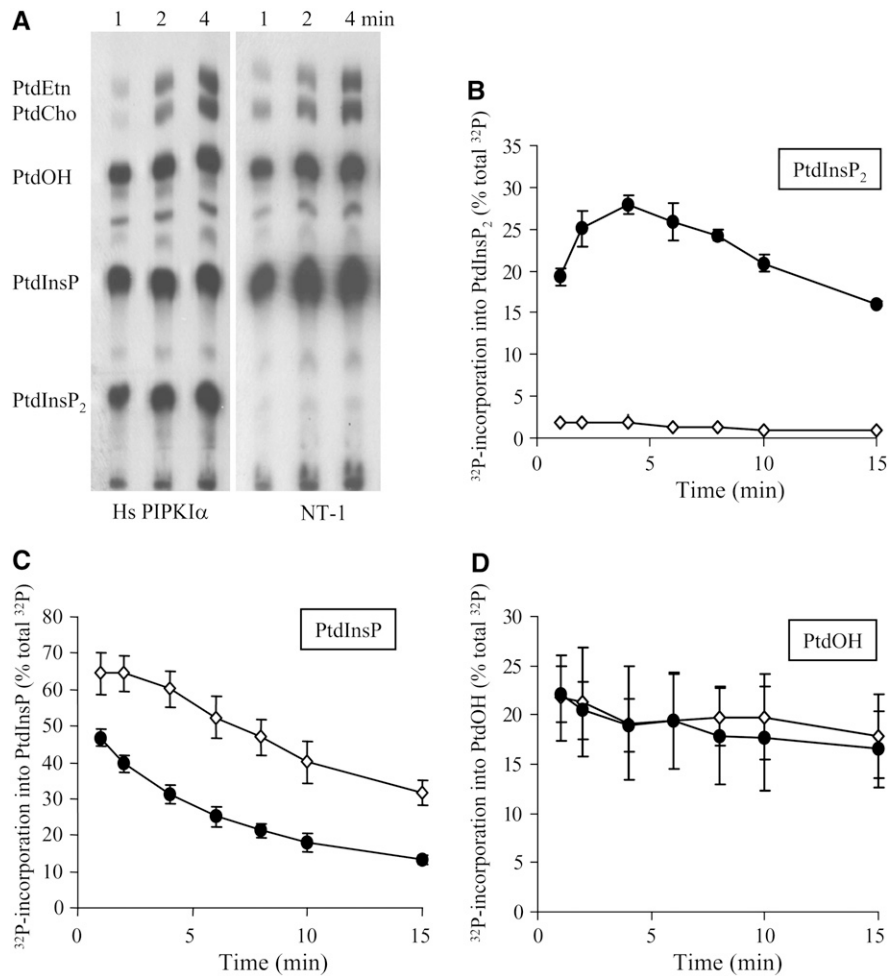 A
1 2 4 1 2 4 min
PtdEtn
PtdCho
PtdOH
PtdInsP
PtdInsP₂
Hs PIPKIα NT-1
B
³²P-incorporation into PtdInsP₂ (% total ³²P)
35
30
25
20
15
10
5
0
PtdInsP₂
0 5 10 15
Time (min)
C
³²P-incorporation into PtdInsP (% total ³²P)
80
70
60
50
40
30
20
10
0
PtdInsP
0 5 10 15
Time (min)
D
³²P-incorporation into PtdOH (% total ³²P)
30
25
20
15
10
5
0
PtdOH
0 5 10 15
Time (min)